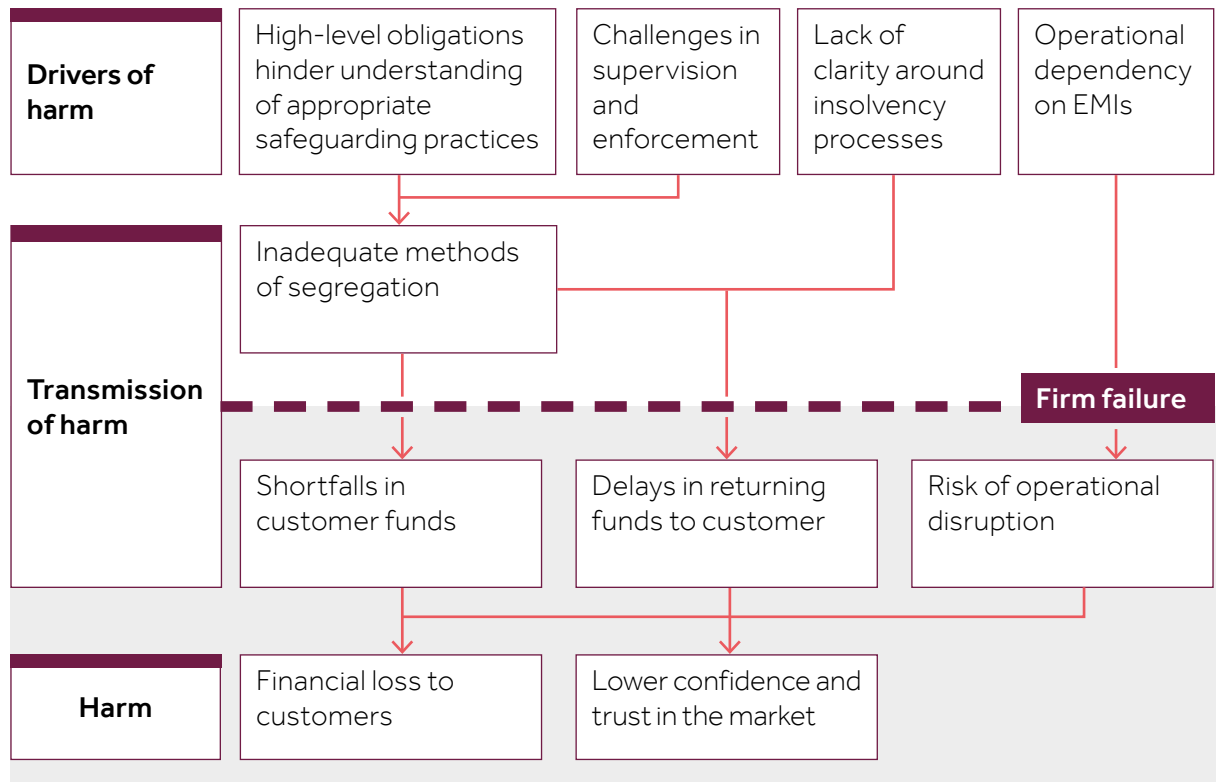 Drivers of
harm
High-level obligations
hinder understanding
of appropriate
safeguarding practices
Challenges in
supervision
and
enforcement
Lack of
clarity around
insolvency
processes
Operational
dependency
on EMIs
Transmission
of harm
Inadequate methods
of segregation
Firm failure
Shortfalls in
customer funds
Delays in returning
funds to customer
Risk of operational
disruption
Harm
Financial loss to
customers
Lower confidence and
trust in the market